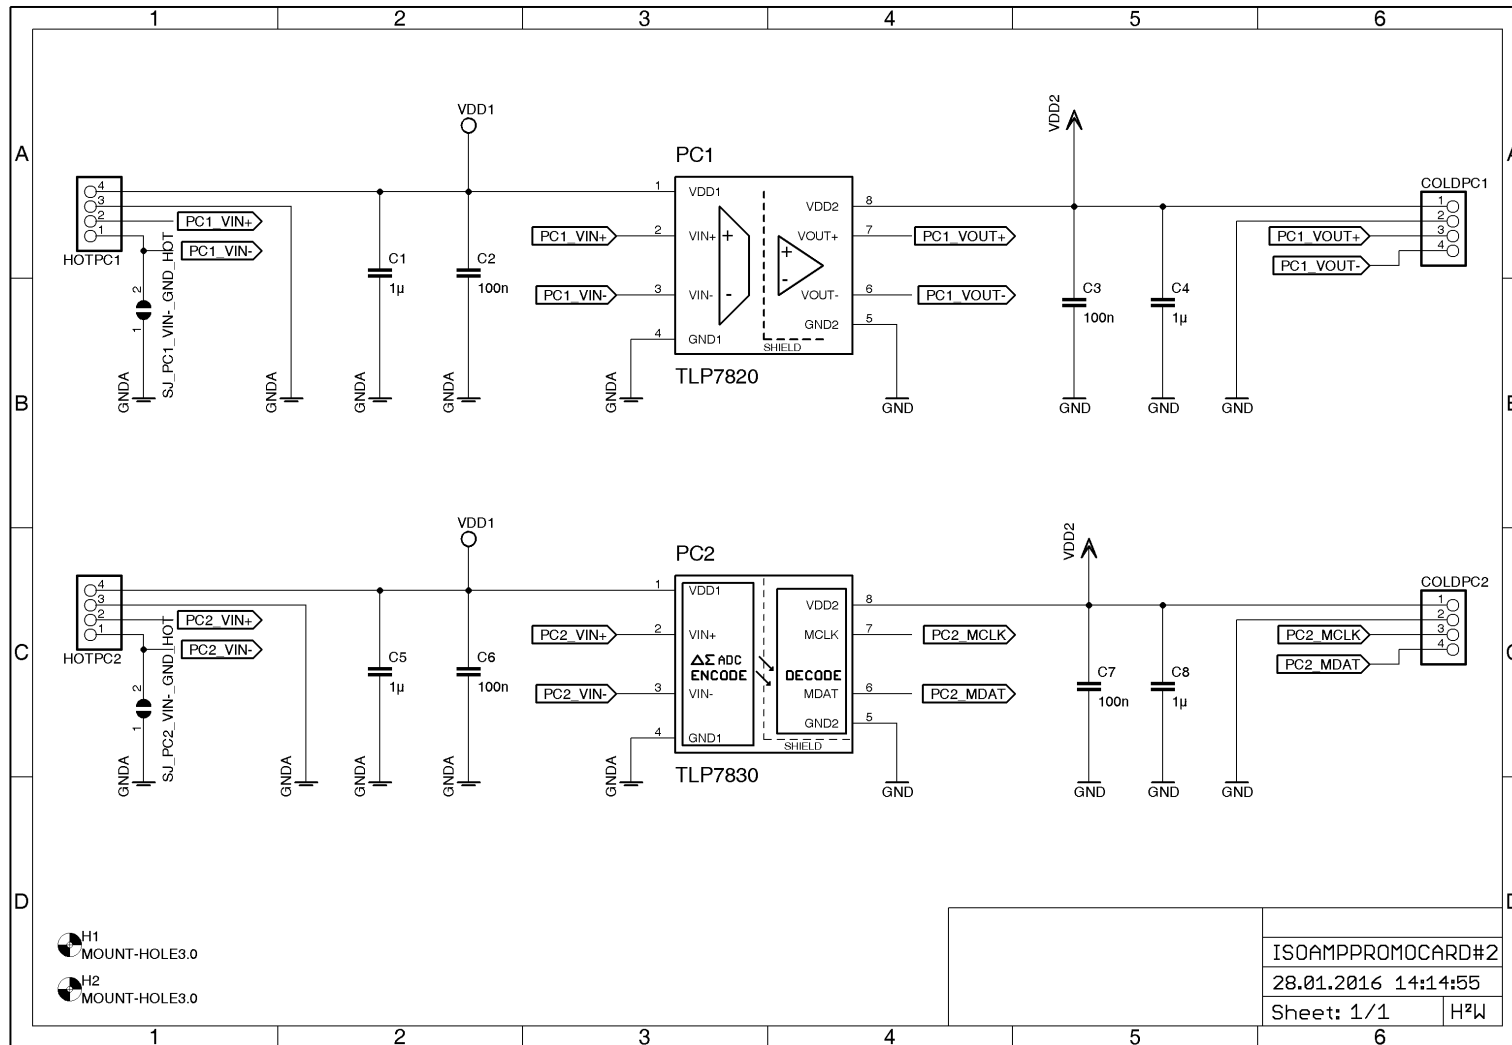 1 2 3 4 5 6
A
VDD1
VDD2
PC1
4
3
2
1
HOTPC1
PC1_VIN+
PC1_VIN-
2
1
SJ_PC1_VIN-_GND_HOT
GNDA
GNDA
C1
1µ
GNDA
C2
100n
GNDA
PC1_VIN+
PC1_VIN-
1
2
3
4
VDD1
VIN+
VIN-
GND1
+
-
+
-
VDD2
VOUT+
VOUT-
GND2
SHIELD
8
7
6
5
TLP7820
GNDA
GND
PC1_VOUT+
PC1_VOUT-
C3
100n
GND
C4
1µ
GND
GND
COLDPC1
1
2
3
4
PC1_VOUT+
PC1_VOUT-
A
B
B
VDD1
VDD2
PC2
C
4
3
2
1
HOTPC2
PC2_VIN+
PC2_VIN-
2
1
SJ_PC2_VIN-_GND_HOT
GNDA
GNDA
C5
1µ
GNDA
C6
100n
GNDA
PC2_VIN+
PC2_VIN-
1
2
3
4
VDD1
VIN+
VIN-
GND1
ΔΣ ADC
ENCODE
DECODE
VDD2
MCLK
MDAT
GND2
SHIELD
8
7
6
5
TLP7830
GNDA
GND
PC2_MCLK
PC2_MDAT
C7
100n
GND
C8
1µ
GND
GND
COLDPC2
1
2
3
4
PC2_MCLK
PC2_MDAT
D
H1
MOUNT-HOLE3.0
H2
MOUNT-HOLE3.0
ISOAMPPROMOCARD#2
28.01.2016 14:14:55
Sheet: 1/1 H²W
1 2 3 4 5 6